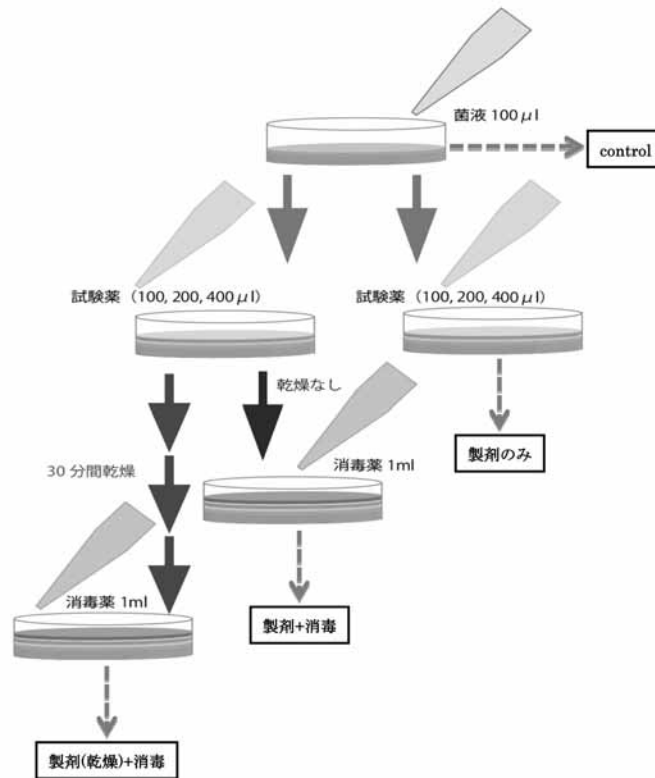 菌液 100μl
control
試験薬（100, 200, 400μl）
試験薬（100, 200, 400μl）
乾燥なし
製剤のみ
30 分間乾燥
消毒薬 1ml
消毒薬 1ml
製剤+消毒
製剤(乾燥)+消毒